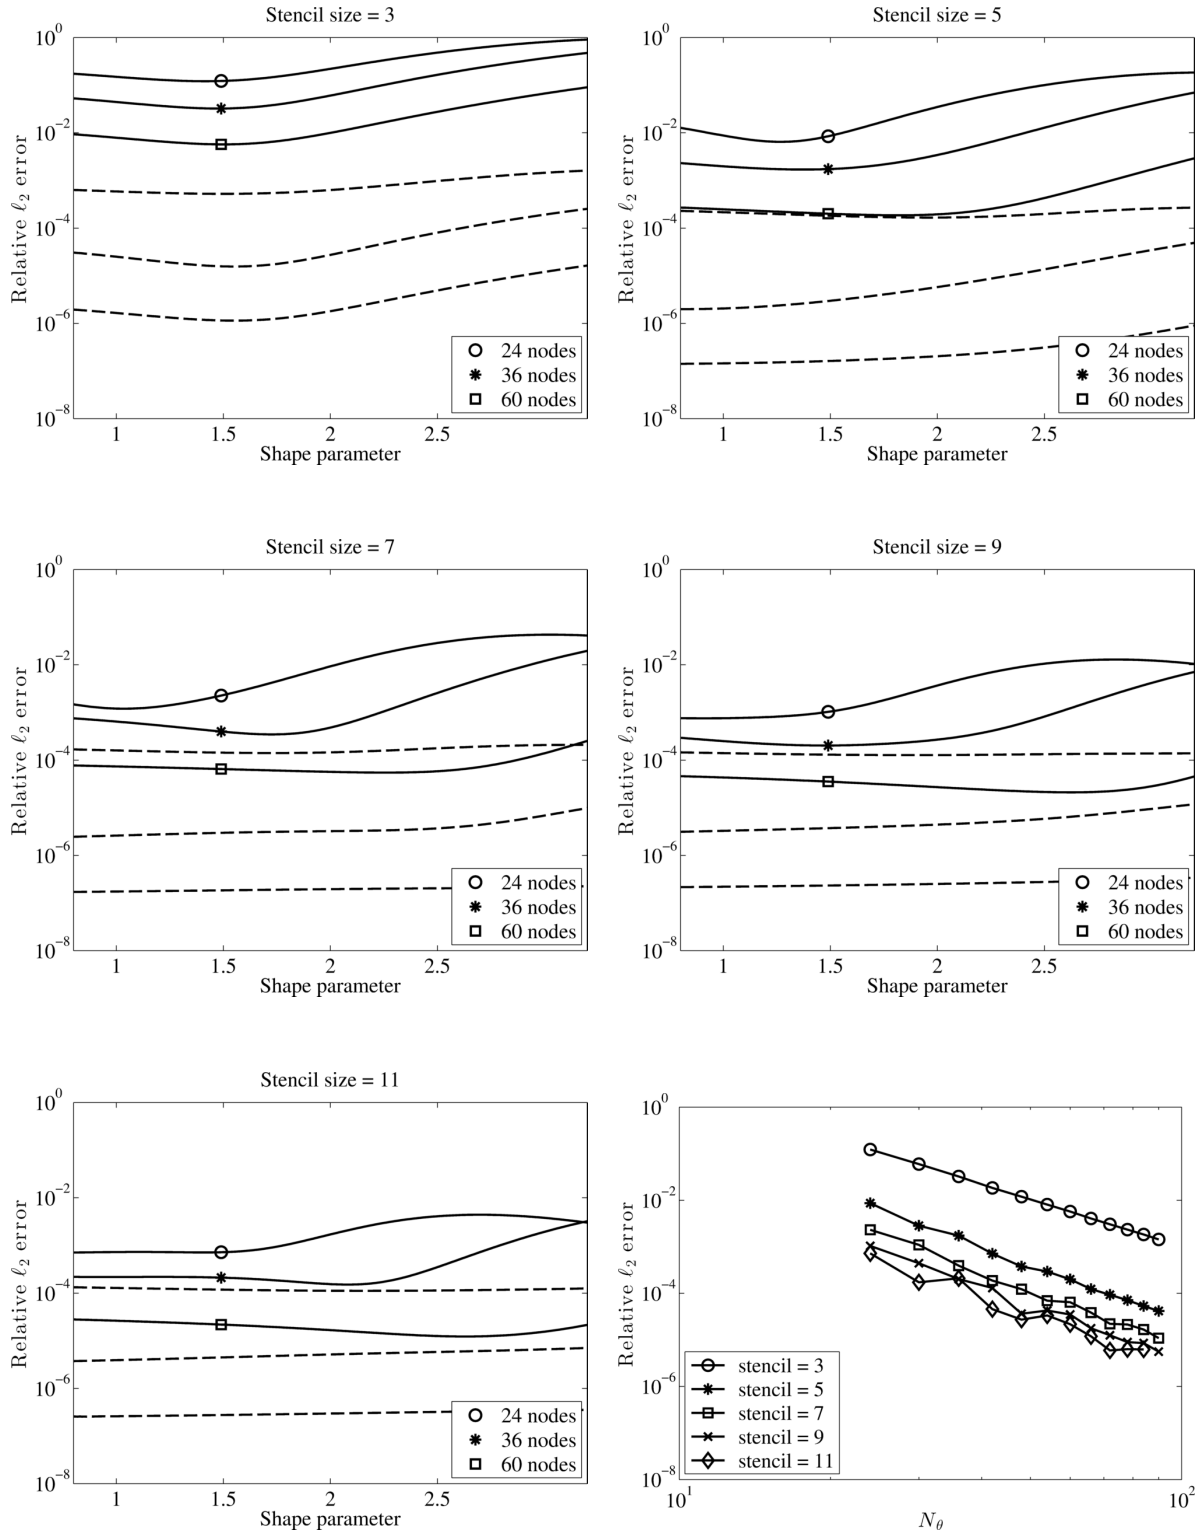 Stencil size = 3
10^0
10^-2
10^-4
10^-6
10^-8
Relative ℓ_2 error
24 nodes
36 nodes
60 nodes
1 1.5 2 2.5
Shape parameter
Stencil size = 5
10^0
10^-2
10^-4
10^-6
10^-8
Relative ℓ_2 error
24 nodes
36 nodes
60 nodes
1 1.5 2 2.5
Shape parameter
Stencil size = 7
10^0
10^-2
10^-4
10^-6
10^-8
Relative ℓ_2 error
24 nodes
36 nodes
60 nodes
1 1.5 2 2.5
Shape parameter
Stencil size = 9
10^0
10^-2
10^-4
10^-6
10^-8
Relative ℓ_2 error
24 nodes
36 nodes
60 nodes
1 1.5 2 2.5
Shape parameter
Stencil size = 11
10^0
10^-2
10^-4
10^-6
10^-8
Relative ℓ_2 error
24 nodes
36 nodes
60 nodes
1 1.5 2 2.5
Shape parameter
10^0
10^-2
10^-4
10^-6
10^-8
Relative ℓ_2 error
stencil = 3
stencil = 5
stencil = 7
stencil = 9
stencil = 11
10^1 10^2
N_θ